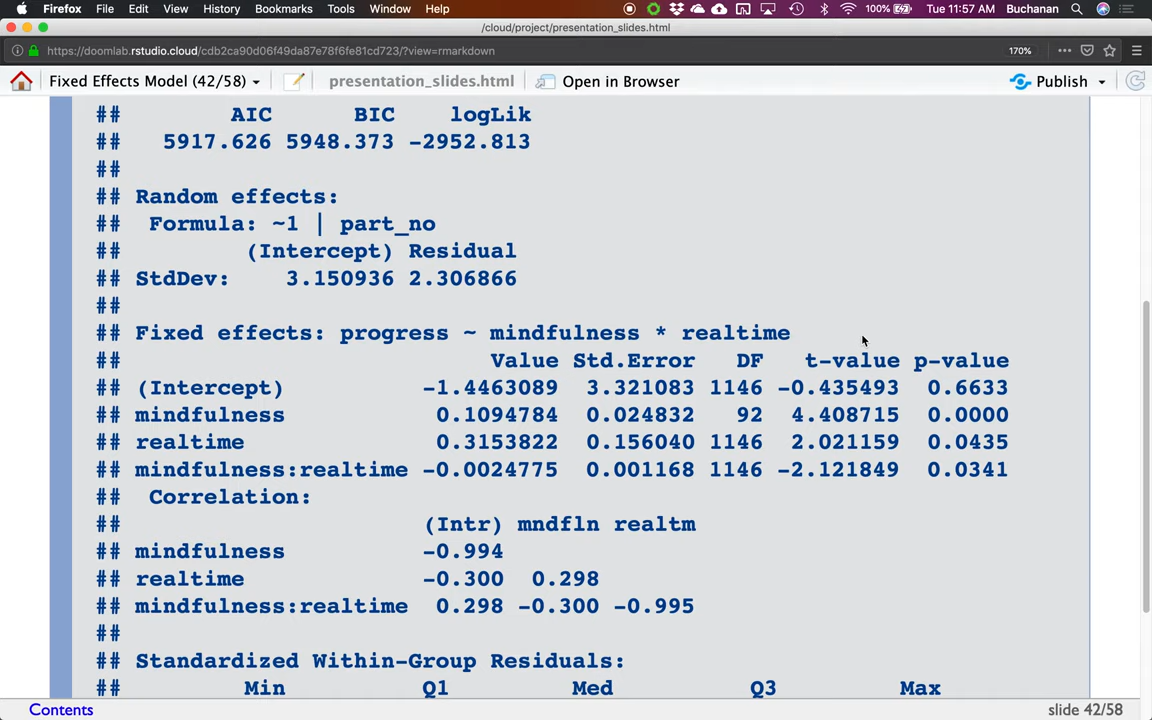 Firefox File Edit View History Bookmarks Tools Window Help 100% Tue 11:57 AM Buchanan
/cloud/project/presentation_slides.html
https://doomlab.rstudio.cloud/cdb2ca90d06f49da87e78f6fe81cd723/?view=rmarkdown 170%
Fixed Effects Model (42/58) presentation_slides.html Open in Browser Publish
## AIC BIC logLik
## 5917.626 5948.373 -2952.813
##
## Random effects:
## Formula: ~1 | part_no
## (Intercept) Residual
## StdDev: 3.150936 2.306866
##
## Fixed effects: progress ~ mindfulness * realtime
## Value Std.Error DF t-value p-value
## (Intercept) -1.4463089 3.321083 1146 -0.435493 0.6633
## mindfulness 0.1094784 0.024832 92 4.408715 0.0000
## realtime 0.3153822 0.156040 1146 2.021159 0.0435
## mindfulness:realtime -0.0024775 0.001168 1146 -2.121849 0.0341
## Correlation:
## (Intr) mndfln realtm
## mindfulness -0.994
## realtime -0.300 0.298
## mindfulness:realtime 0.298 -0.300 -0.995
##
## Standardized Within-Group Residuals:
## Min Q1 Med Q3 Max
Contents slide 42/58